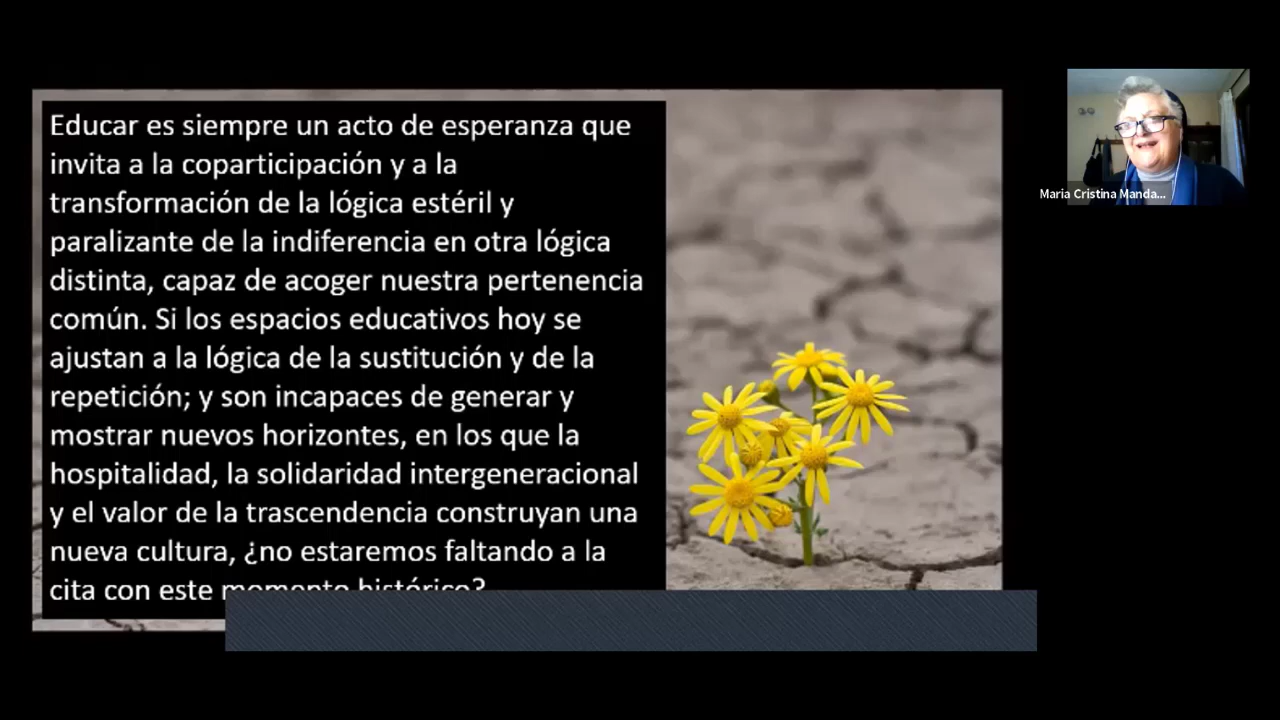 Educar es siempre un acto de esperanza que
invita a la coparticipación y a la
transformación de la lógica estéril y
paralizante de la indiferencia en otra lógica
distinta, capaz de acoger nuestra pertenencia
común. Si los espacios educativos hoy se
ajustan a la lógica de la sustitución y de la
repetición; y son incapaces de generar y
mostrar nuevos horizontes, en los que la
hospitalidad, la solidaridad intergeneracional
y el valor de la trascendencia construyan una
nueva cultura, ¿no estaremos faltando a la
cita con este momento histórico?
Maria Cristina Manda...